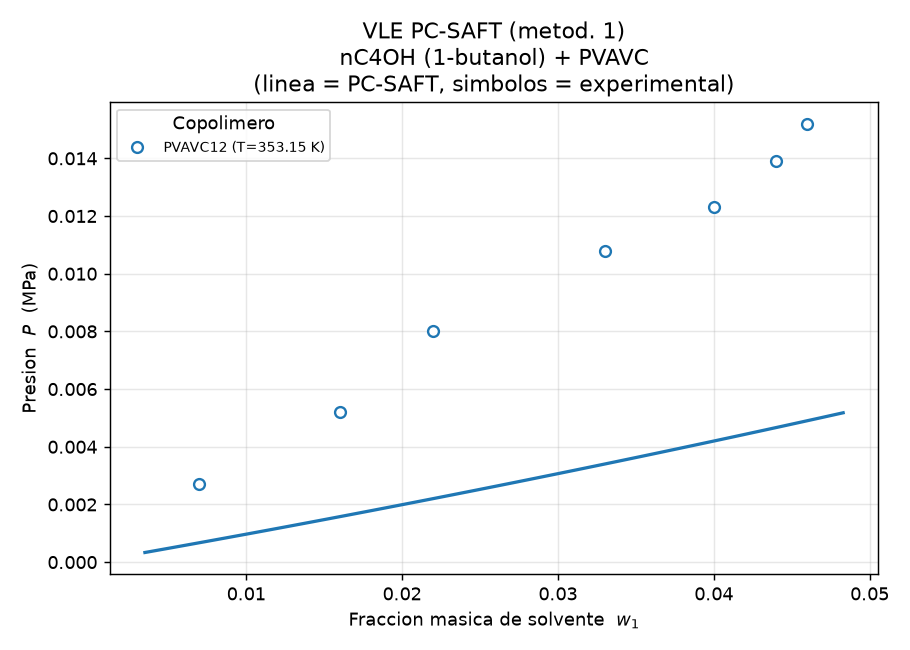 VLE PC-SAFT (metod. 1)
nC4OH (1-butanol) + PVAVC
(linea = PC-SAFT, simbolos = experimental)
Copolimero
PVAVC12 (T=353.15 K)
Presion P (MPa)
0.014
0.012
0.010
0.008
0.006
0.004
0.002
0.000
0.01 0.02 0.03 0.04 0.05
Fraccion masica de solvente w₁